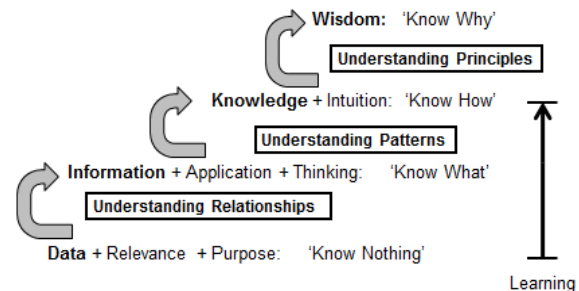 Wisdom: ‘Know Why’
Understanding Principles
Knowledge + Intuition: ‘Know How’
Understanding Patterns
Information + Application + Thinking: ‘Know What’
Understanding Relationships
Data + Relevance + Purpose: ‘Know Nothing’
Learning